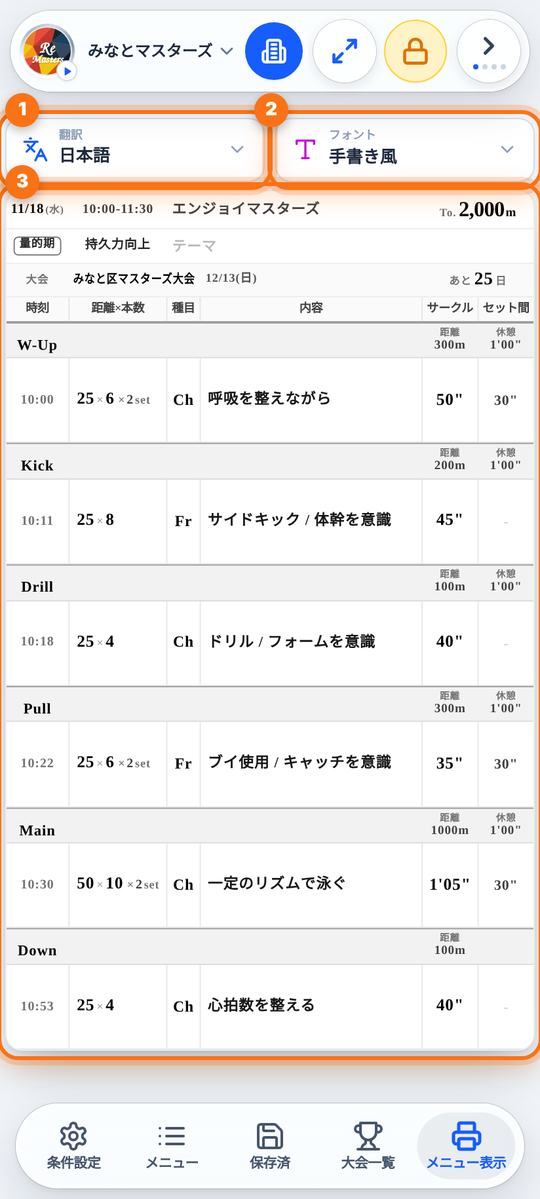 Re
Masters
みなとマスターズ
1
2
翻訳
日本語
フォント
手書き風
3
11/18(水) 10:00-11:30 エンジョイマスターズ To. 2,000m
量的期 持久力向上 テーマ
大会 みなと区マスターズ大会 12/13(日) あと 25 日
時刻 距離×本数 種目 内容 サークル セット間
W-Up 距離 300m 休憩 1'00"
10:00 25×6×2set Ch 呼吸を整えながら 50" 30"
Kick 距離 200m 休憩 1'00"
10:11 25×8 Fr サイドキック / 体幹を意識 45" -
Drill 距離 100m 休憩 1'00"
10:18 25×4 Ch ドリル / フォームを意識 40" -
Pull 距離 300m 休憩 1'00"
10:22 25×6×2set Fr ブイ使用 / キャッチを意識 35" 30"
Main 距離 1000m 休憩 1'00"
10:30 50×10×2set Ch 一定のリズムで泳ぐ 1'05" 30"
Down 距離 100m
10:53 25×4 Ch 心拍数を整える 40" -
条件設定 メニュー 保存済 大会一覧 メニュー表示